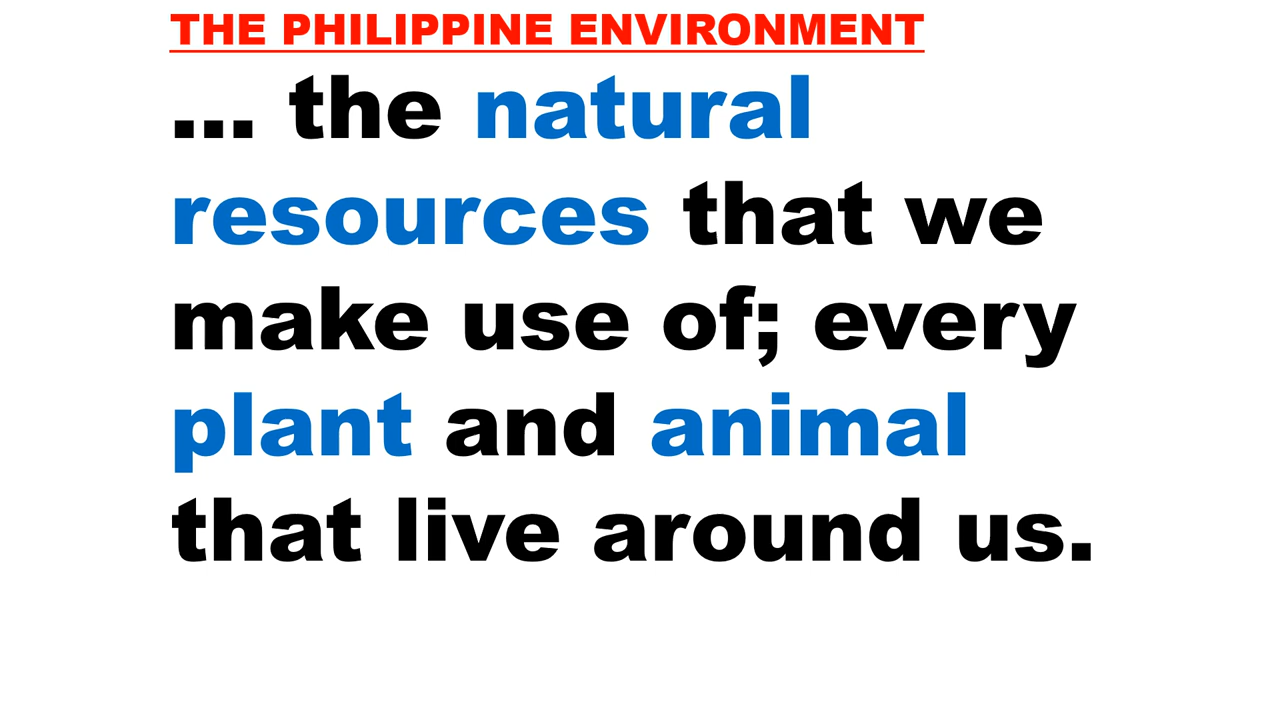 THE PHILIPPINE ENVIRONMENT
... the natural
resources that we
make use of; every
plant and animal
that live around us.